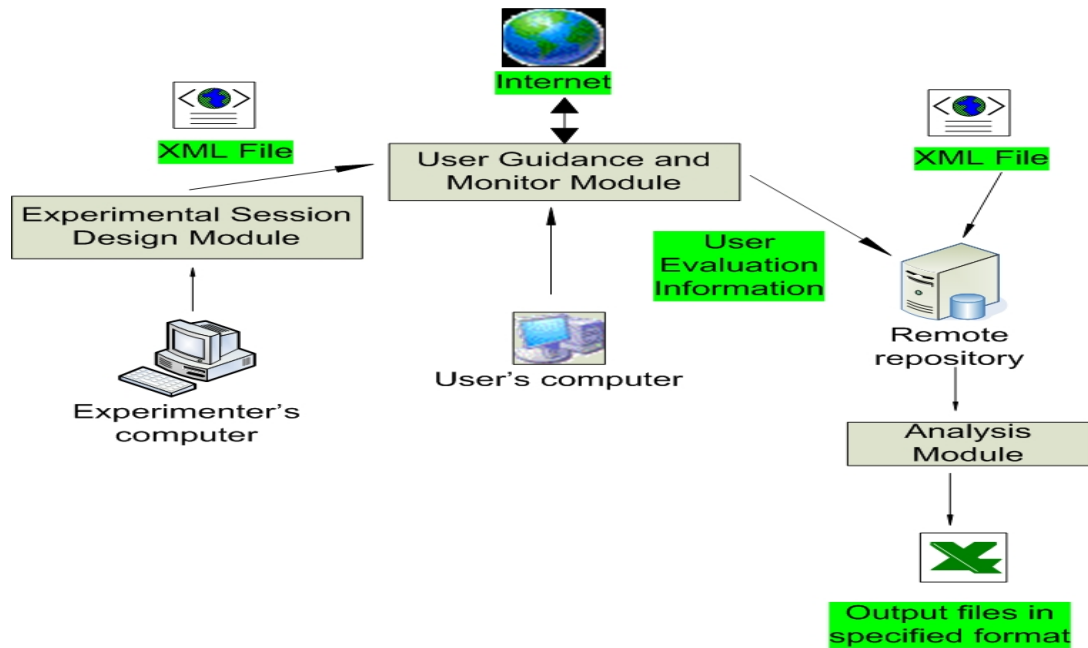 Internet
XML File
User Guidance and
Monitor Module
XML File
Experimental Session
Design Module
User
Evaluation
Information
Remote
repository
User's computer
Experimenter's
computer
Analysis
Module
Output files in
specified format